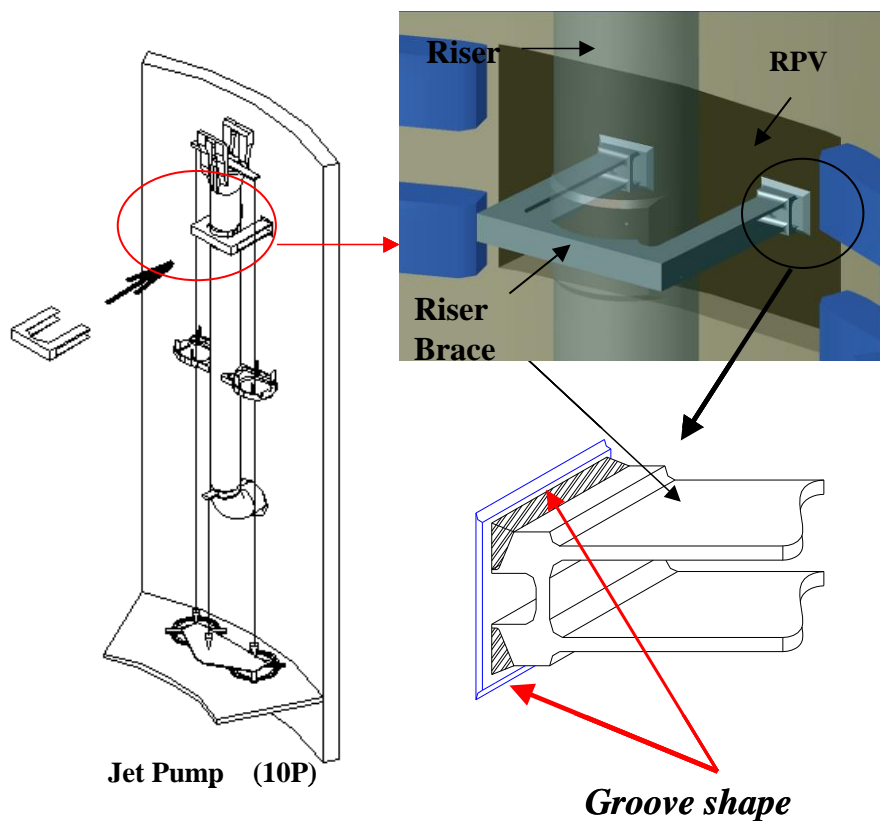 Riser
RPV
Riser
Brace
Jet Pump (10P)
Groove shape